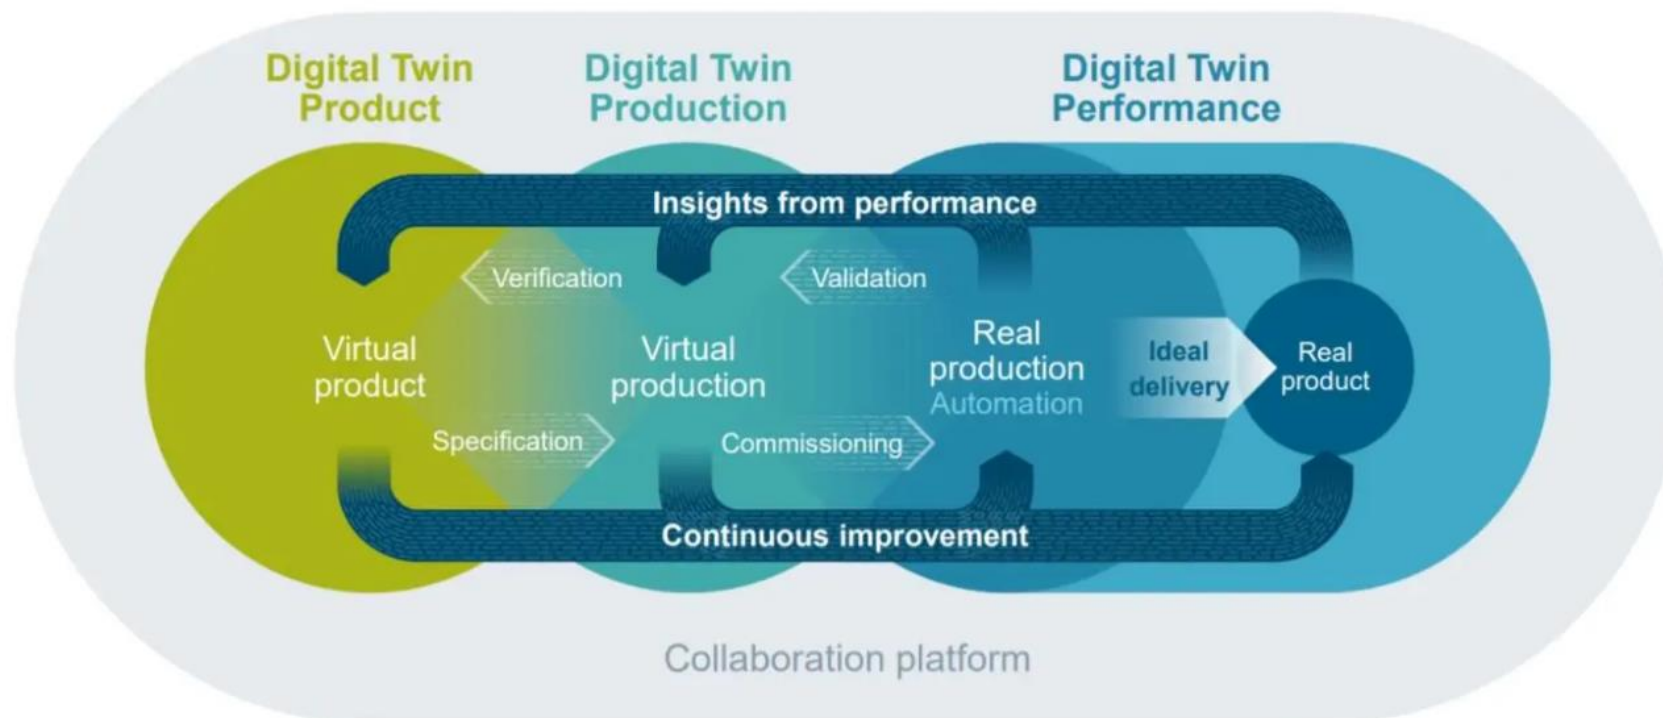 Digital Twin
Product
Digital Twin
Production
Digital Twin
Performance
Insights from performance
Verification
Validation
Virtual
product
Virtual
production
Real
production
Automation
Ideal
delivery
Real
product
Specification
Commissioning
Continuous improvement
Collaboration platform